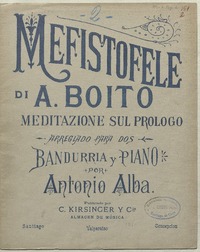 MEFISTOFELE
DI A. BOITO
MEDITAZIONE SUL PROLOGO
ARREGLADO PARA DOS
BANDURRIA Y PIANO
POR
Antonio Alba.
C. KIRSINGER Y Cia
ALMACEN DE MÚSICA
Santiago Valparaiso Concepcion